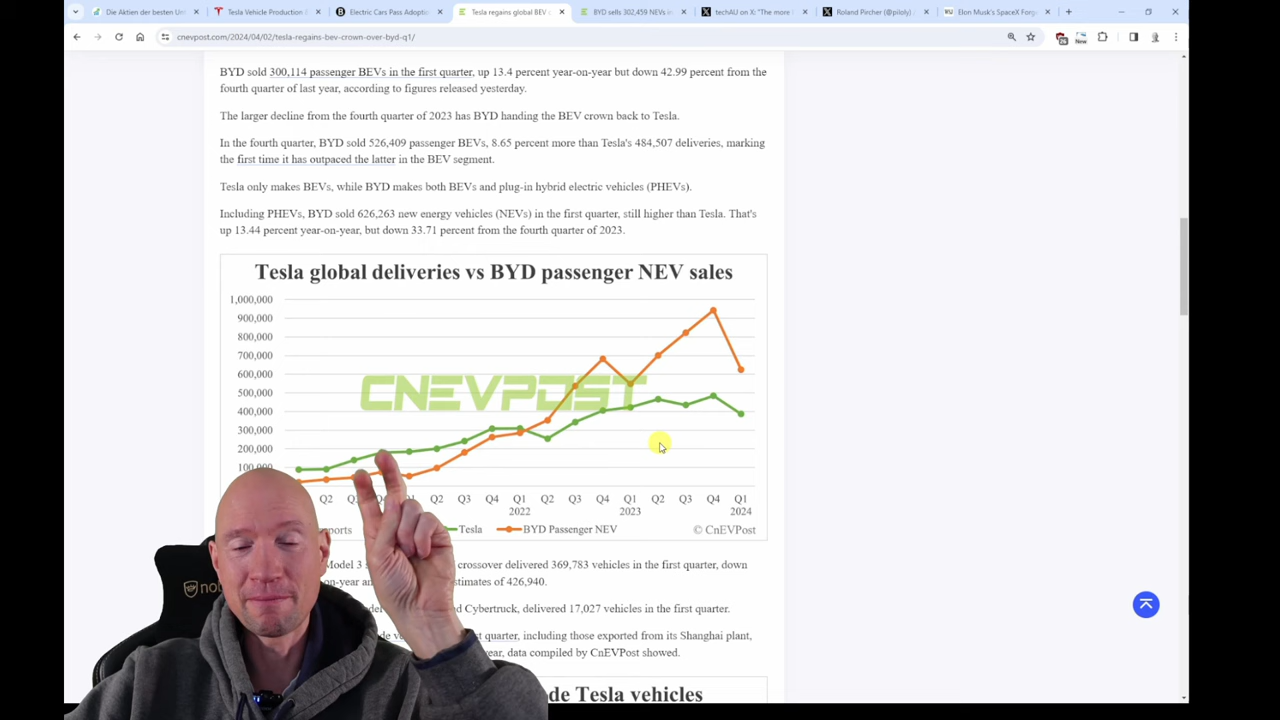 Die Aktien der besten Un
Tesla Vehicle Production
Electric Cars Pass Adoptio
Tesla regains global BEV
BYD sells 302,459 NEVs in
techAU on X: "The more
Roland Pircher (@piloly)
Elon Musk's SpaceX Forg
cnevpost.com/2024/04/02/tesla-regains-bev-crown-over-byd-q1/
New
BYD sold 300,114 passenger BEVs in the first quarter, up 13.4 percent year-on-year but down 42.99 percent from the
fourth quarter of last year, according to figures released yesterday.
The larger decline from the fourth quarter of 2023 has BYD handing the BEV crown back to Tesla.
In the fourth quarter, BYD sold 526,409 passenger BEVs, 8.65 percent more than Tesla's 484,507 deliveries, marking
the first time it has outpaced the latter in the BEV segment.
Tesla only makes BEVs, while BYD makes both BEVs and plug-in hybrid electric vehicles (PHEVs).
Including PHEVs, BYD sold 626,263 new energy vehicles (NEVs) in the first quarter, still higher than Tesla. That's
up 13.44 percent year-on-year, but down 33.71 percent from the fourth quarter of 2023.
Tesla global deliveries vs BYD passenger NEV sales
1,000,000
900,000
800,000
700,000
600,000
500,000
400,000
300,000
200,000
100,000
CNEVPOST
Q2 Q2 Q3 Q4 Q1 Q2 Q3 Q4 Q1 Q2 Q3 Q4 Q1
2022 2023 2024
ports Tesla BYD Passenger NEV © CnEVPost
Model 3 crossover delivered 369,783 vehicles in the first quarter, down
on-year an estimates of 426,940.
nd Cybertruck, delivered 17,027 vehicles in the first quarter.
st quarter, including those exported from its Shanghai plant,
year, data compiled by CnEVPost showed.
de Tesla vehicles